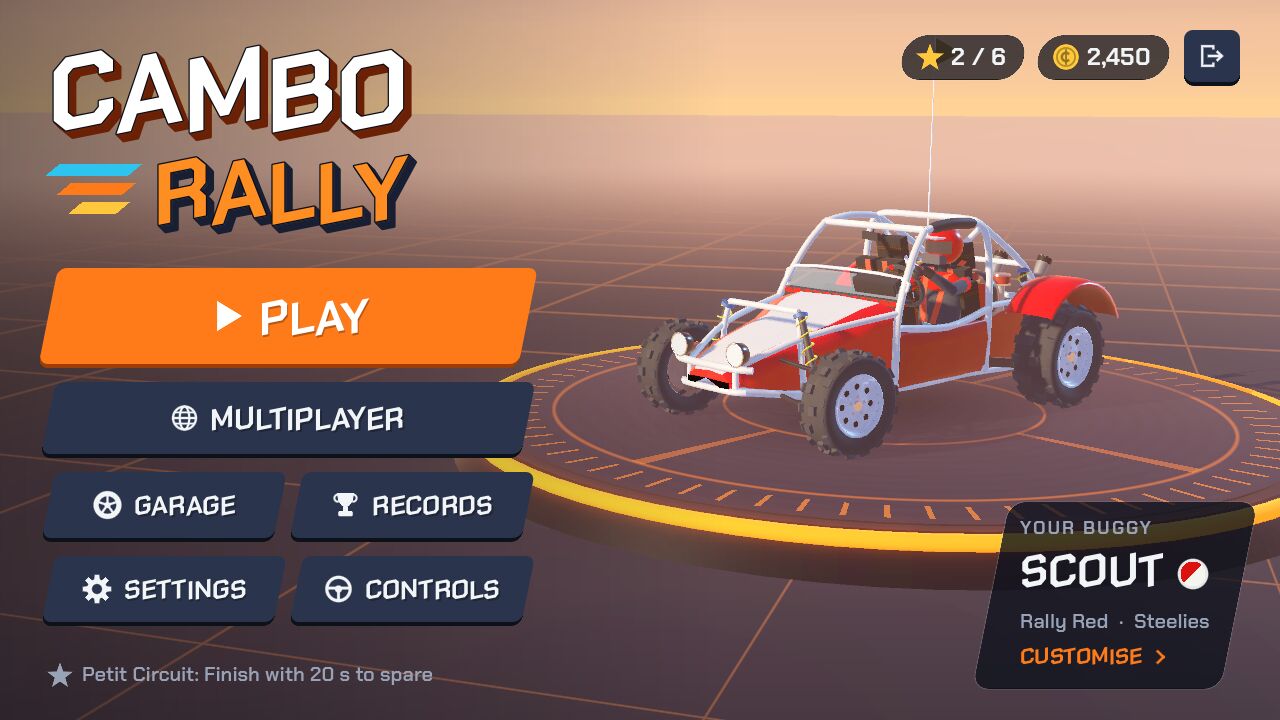 CAMBO
RALLY
2 / 6
2,450
PLAY
MULTIPLAYER
GARAGE
RECORDS
SETTINGS
CONTROLS
Petit Circuit: Finish with 20 s to spare
YOUR BUGGY
SCOUT
Rally Red · Steelies
CUSTOMISE >